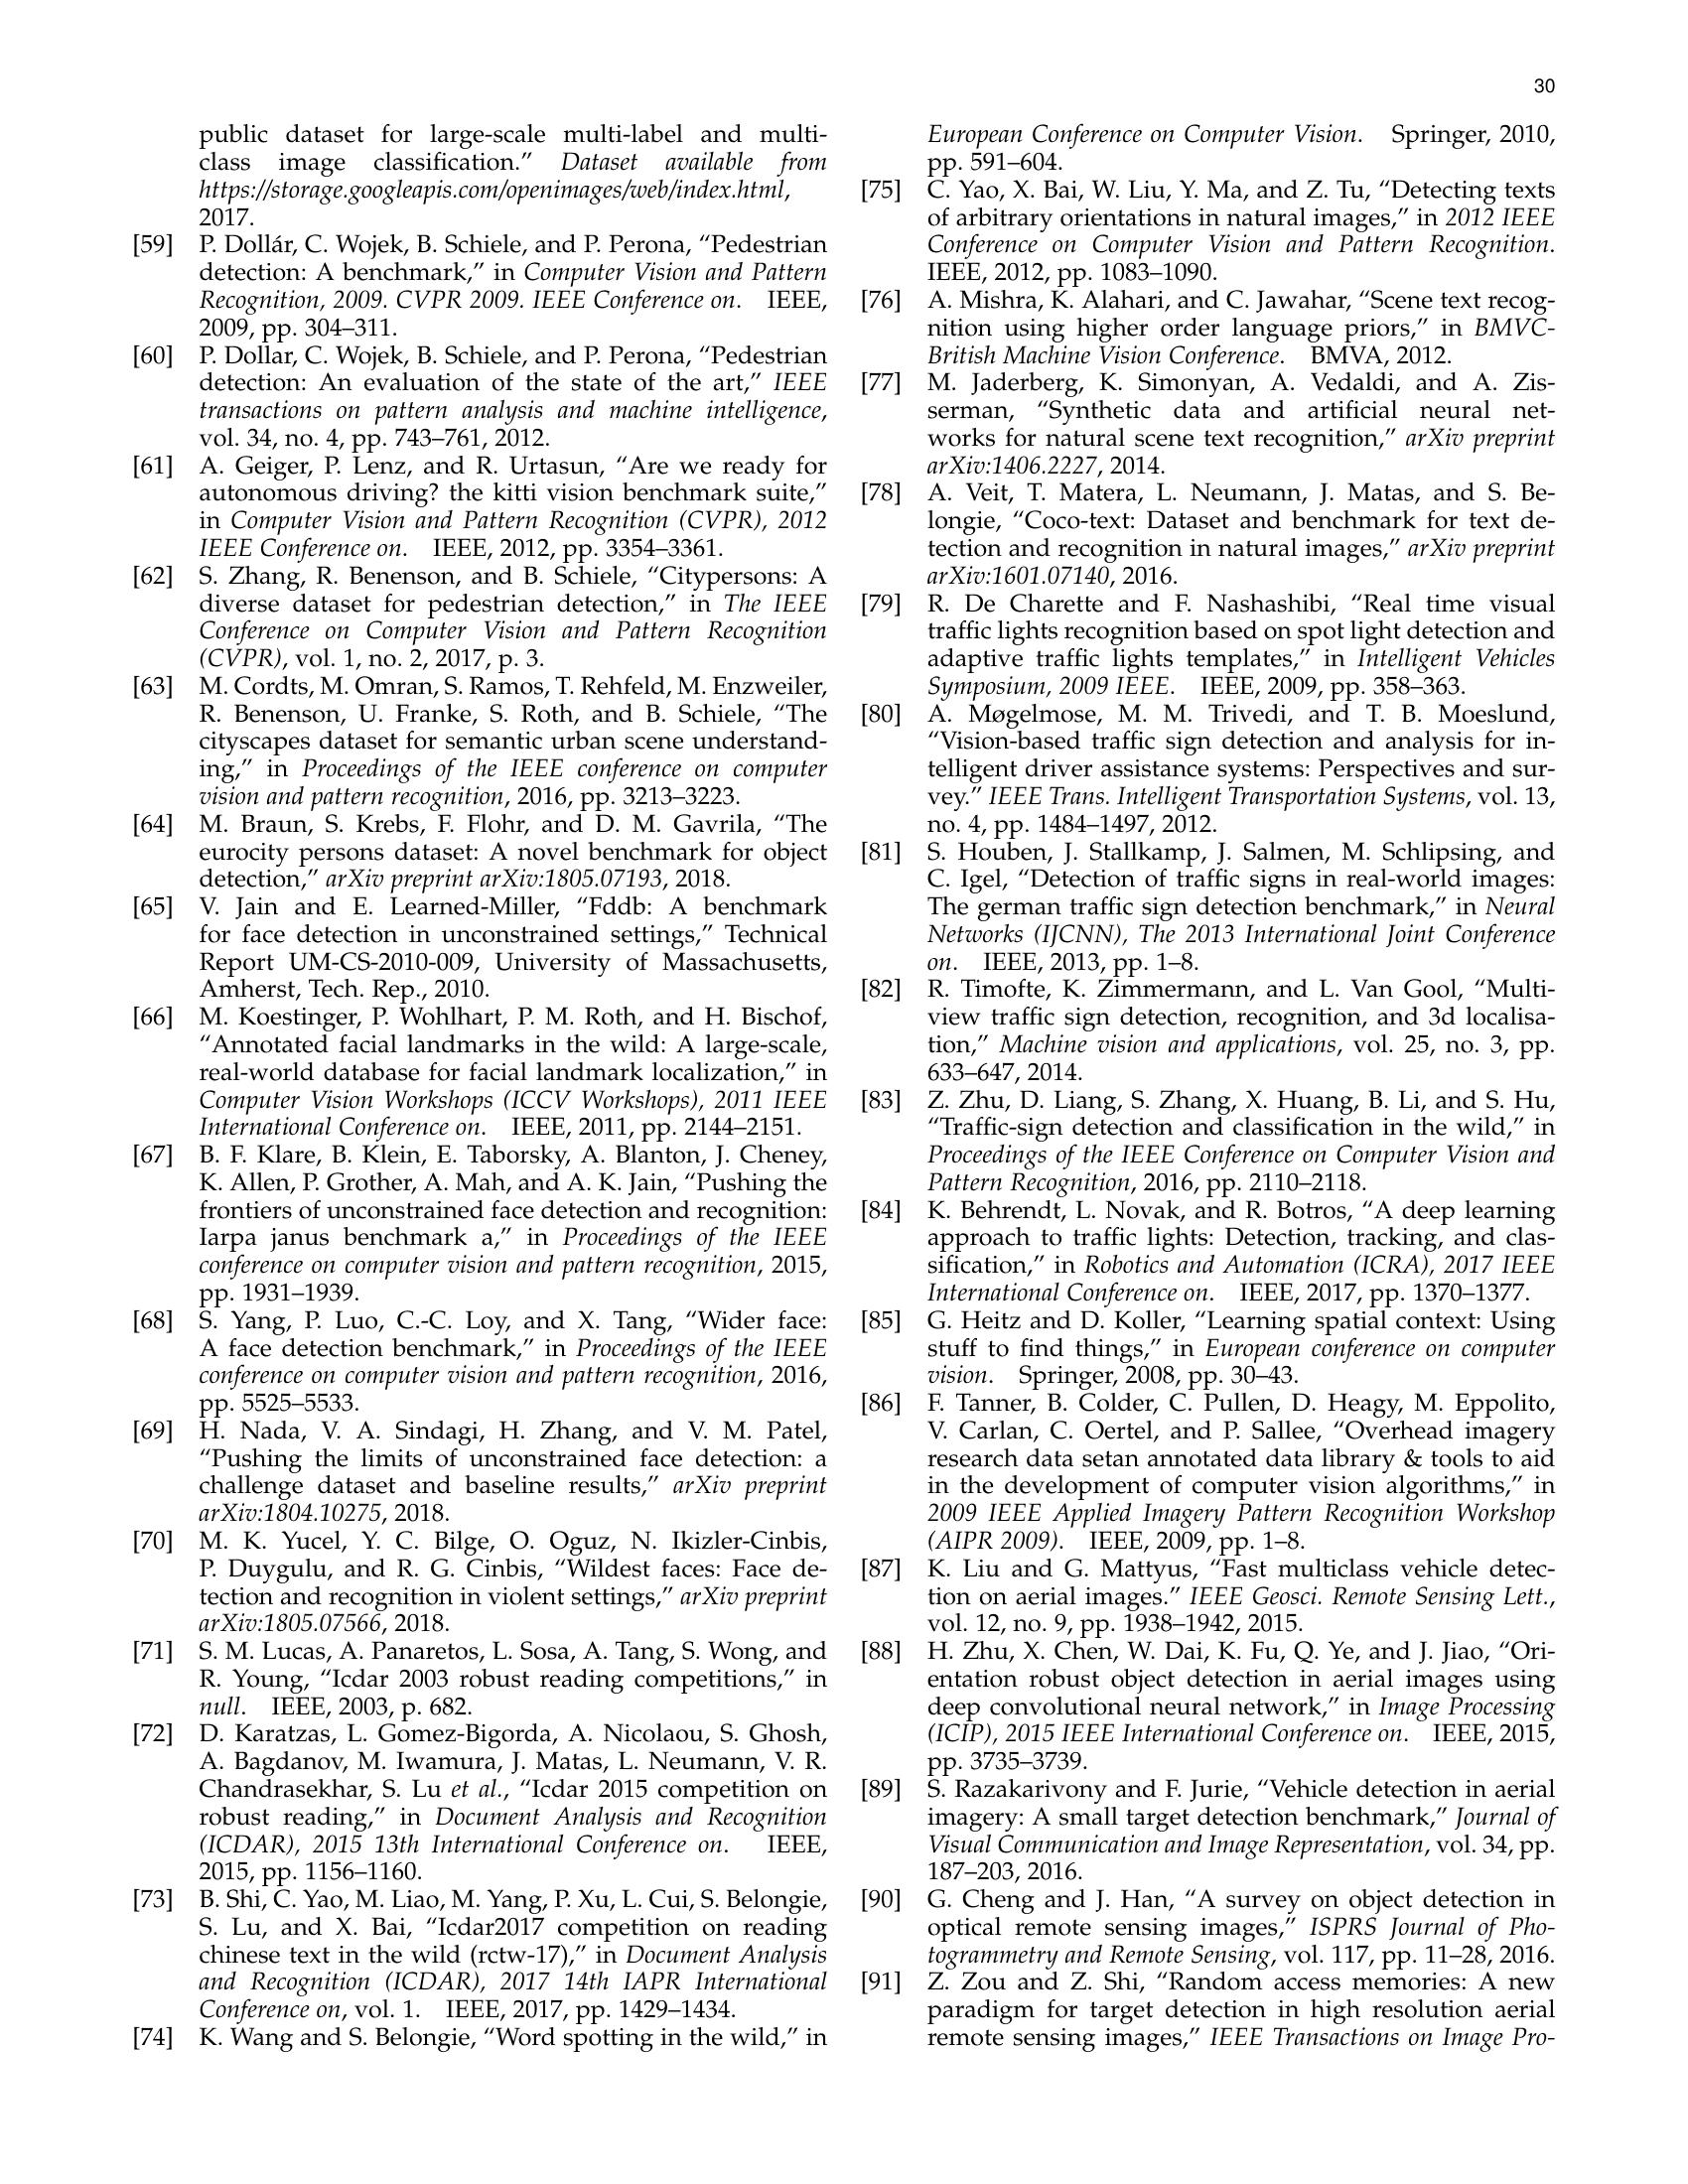 30
public dataset for large-scale multi-label and multi-
class image classification.” Dataset available from
https://storage.googleapis.com/openimages/web/index.html,
2017.
[59] P. Dollár, C. Wojek, B. Schiele, and P. Perona, “Pedestrian
detection: A benchmark,” in Computer Vision and Pattern
Recognition, 2009. CVPR 2009. IEEE Conference on. IEEE,
2009, pp. 304–311.
[60] P. Dollar, C. Wojek, B. Schiele, and P. Perona, “Pedestrian
detection: An evaluation of the state of the art,” IEEE
transactions on pattern analysis and machine intelligence,
vol. 34, no. 4, pp. 743–761, 2012.
[61] A. Geiger, P. Lenz, and R. Urtasun, “Are we ready for
autonomous driving? the kitti vision benchmark suite,”
in Computer Vision and Pattern Recognition (CVPR), 2012
IEEE Conference on. IEEE, 2012, pp. 3354–3361.
[62] S. Zhang, R. Benenson, and B. Schiele, “Citypersons: A
diverse dataset for pedestrian detection,” in The IEEE
Conference on Computer Vision and Pattern Recognition
(CVPR), vol. 1, no. 2, 2017, p. 3.
[63] M. Cordts, M. Omran, S. Ramos, T. Rehfeld, M. Enzweiler,
R. Benenson, U. Franke, S. Roth, and B. Schiele, “The
cityscapes dataset for semantic urban scene understand-
ing,” in Proceedings of the IEEE conference on computer
vision and pattern recognition, 2016, pp. 3213–3223.
[64] M. Braun, S. Krebs, F. Flohr, and D. M. Gavrila, “The
eurocity persons dataset: A novel benchmark for object
detection,” arXiv preprint arXiv:1805.07193, 2018.
[65] V. Jain and E. Learned-Miller, “Fddb: A benchmark
for face detection in unconstrained settings,” Technical
Report UM-CS-2010-009, University of Massachusetts,
Amherst, Tech. Rep., 2010.
[66] M. Koestinger, P. Wohlhart, P. M. Roth, and H. Bischof,
“Annotated facial landmarks in the wild: A large-scale,
real-world database for facial landmark localization,” in
Computer Vision Workshops (ICCV Workshops), 2011 IEEE
International Conference on. IEEE, 2011, pp. 2144–2151.
[67] B. F. Klare, B. Klein, E. Taborsky, A. Blanton, J. Cheney,
K. Allen, P. Grother, A. Mah, and A. K. Jain, “Pushing the
frontiers of unconstrained face detection and recognition:
Iarpa janus benchmark a,” in Proceedings of the IEEE
conference on computer vision and pattern recognition, 2015,
pp. 1931–1939.
[68] S. Yang, P. Luo, C.-C. Loy, and X. Tang, “Wider face:
A face detection benchmark,” in Proceedings of the IEEE
conference on computer vision and pattern recognition, 2016,
pp. 5525–5533.
[69] H. Nada, V. A. Sindagi, H. Zhang, and V. M. Patel,
“Pushing the limits of unconstrained face detection: a
challenge dataset and baseline results,” arXiv preprint
arXiv:1804.10275, 2018.
[70] M. K. Yucel, Y. C. Bilge, O. Oguz, N. Ikizler-Cinbis,
P. Duygulu, and R. G. Cinbis, “Wildest faces: Face de-
tection and recognition in violent settings,” arXiv preprint
arXiv:1805.07566, 2018.
[71] S. M. Lucas, A. Panaretos, L. Sosa, A. Tang, S. Wong, and
R. Young, “Icdar 2003 robust reading competitions,” in
null. IEEE, 2003, p. 682.
[72] D. Karatzas, L. Gomez-Bigorda, A. Nicolaou, S. Ghosh,
A. Bagdanov, M. Iwamura, J. Matas, L. Neumann, V. R.
Chandrasekhar, S. Lu et al., “Icdar 2015 competition on
robust reading,” in Document Analysis and Recognition
(ICDAR), 2015 13th International Conference on. IEEE,
2015, pp. 1156–1160.
[73] B. Shi, C. Yao, M. Liao, M. Yang, P. Xu, L. Cui, S. Belongie,
S. Lu, and X. Bai, “Icdar2017 competition on reading
chinese text in the wild (rctw-17),” in Document Analysis
and Recognition (ICDAR), 2017 14th IAPR International
Conference on, vol. 1. IEEE, 2017, pp. 1429–1434.
[74] K. Wang and S. Belongie, “Word spotting in the wild,” in
European Conference on Computer Vision. Springer, 2010,
pp. 591–604.
[75] C. Yao, X. Bai, W. Liu, Y. Ma, and Z. Tu, “Detecting texts
of arbitrary orientations in natural images,” in 2012 IEEE
Conference on Computer Vision and Pattern Recognition.
IEEE, 2012, pp. 1083–1090.
[76] A. Mishra, K. Alahari, and C. Jawahar, “Scene text recog-
nition using higher order language priors,” in BMVC-
British Machine Vision Conference. BMVA, 2012.
[77] M. Jaderberg, K. Simonyan, A. Vedaldi, and A. Zis-
serman, “Synthetic data and artificial neural net-
works for natural scene text recognition,” arXiv preprint
arXiv:1406.2227, 2014.
[78] A. Veit, T. Matera, L. Neumann, J. Matas, and S. Be-
longie, “Coco-text: Dataset and benchmark for text de-
tection and recognition in natural images,” arXiv preprint
arXiv:1601.07140, 2016.
[79] R. De Charette and F. Nashashibi, “Real time visual
traffic lights recognition based on spot light detection and
adaptive traffic lights templates,” in Intelligent Vehicles
Symposium, 2009 IEEE. IEEE, 2009, pp. 358–363.
[80] A. Møgelmose, M. M. Trivedi, and T. B. Moeslund,
“Vision-based traffic sign detection and analysis for in-
telligent driver assistance systems: Perspectives and sur-
vey.” IEEE Trans. Intelligent Transportation Systems, vol. 13,
no. 4, pp. 1484–1497, 2012.
[81] S. Houben, J. Stallkamp, J. Salmen, M. Schlipsing, and
C. Igel, “Detection of traffic signs in real-world images:
The german traffic sign detection benchmark,” in Neural
Networks (IJCNN), The 2013 International Joint Conference
on. IEEE, 2013, pp. 1–8.
[82] R. Timofte, K. Zimmermann, and L. Van Gool, “Multi-
view traffic sign detection, recognition, and 3d localisa-
tion,” Machine vision and applications, vol. 25, no. 3, pp.
633–647, 2014.
[83] Z. Zhu, D. Liang, S. Zhang, X. Huang, B. Li, and S. Hu,
“Traffic-sign detection and classification in the wild,” in
Proceedings of the IEEE Conference on Computer Vision and
Pattern Recognition, 2016, pp. 2110–2118.
[84] K. Behrendt, L. Novak, and R. Botros, “A deep learning
approach to traffic lights: Detection, tracking, and clas-
sification,” in Robotics and Automation (ICRA), 2017 IEEE
International Conference on. IEEE, 2017, pp. 1370–1377.
[85] G. Heitz and D. Koller, “Learning spatial context: Using
stuff to find things,” in European conference on computer
vision. Springer, 2008, pp. 30–43.
[86] F. Tanner, B. Colder, C. Pullen, D. Heagy, M. Eppolito,
V. Carlan, C. Oertel, and P. Sallee, “Overhead imagery
research data setan annotated data library & tools to aid
in the development of computer vision algorithms,” in
2009 IEEE Applied Imagery Pattern Recognition Workshop
(AIPR 2009). IEEE, 2009, pp. 1–8.
[87] K. Liu and G. Mattyus, “Fast multiclass vehicle detec-
tion on aerial images.” IEEE Geosci. Remote Sensing Lett.,
vol. 12, no. 9, pp. 1938–1942, 2015.
[88] H. Zhu, X. Chen, W. Dai, K. Fu, Q. Ye, and J. Jiao, “Ori-
entation robust object detection in aerial images using
deep convolutional neural network,” in Image Processing
(ICIP), 2015 IEEE International Conference on. IEEE, 2015,
pp. 3735–3739.
[89] S. Razakarivony and F. Jurie, “Vehicle detection in aerial
imagery: A small target detection benchmark,” Journal of
Visual Communication and Image Representation, vol. 34, pp.
187–203, 2016.
[90] G. Cheng and J. Han, “A survey on object detection in
optical remote sensing images,” ISPRS Journal of Pho-
togrammetry and Remote Sensing, vol. 117, pp. 11–28, 2016.
[91] Z. Zou and Z. Shi, “Random access memories: A new
paradigm for target detection in high resolution aerial
remote sensing images,” IEEE Transactions on Image Pro-